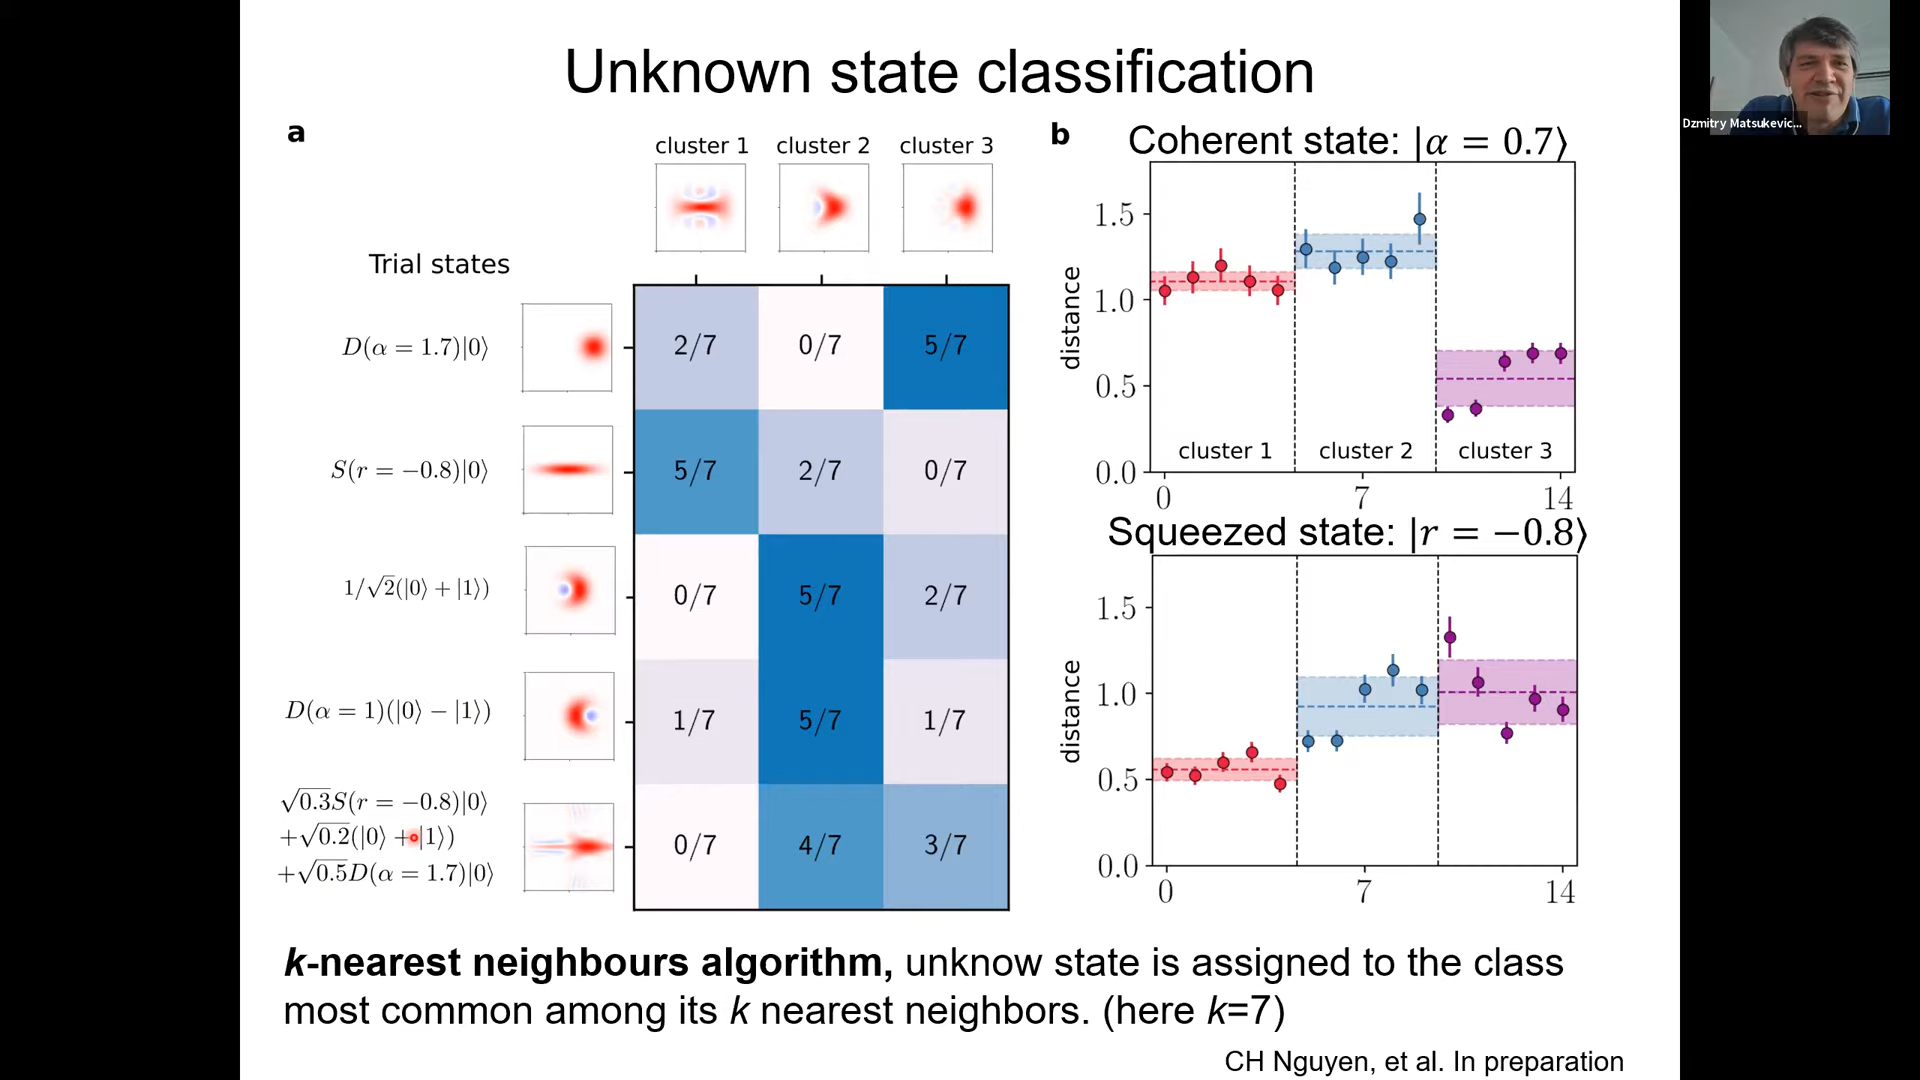 Unknown state classification
Dzmitry Matsukevic...
a
cluster 1 cluster 2 cluster 3
Trial states
D(α = 1.7)|0⟩ 2/7 0/7 5/7
S(r = −0.8)|0⟩ 5/7 2/7 0/7
1/√2(|0⟩ + |1⟩) 0/7 5/7 2/7
D(α = 1)(|0⟩ − |1⟩) 1/7 5/7 1/7
√0.3S(r = −0.8)|0⟩
+√0.2(|0⟩ + |1⟩) 0/7 4/7 3/7
+√0.5D(α = 1.7)|0⟩
b
Coherent state: |α = 0.7⟩
distance
1.5
1.0
0.5
0.0
cluster 1 cluster 2 cluster 3
0 7 14
Squeezed state: |r = −0.8⟩
distance
1.5
1.0
0.5
0.0
0 7 14
k-nearest neighbours algorithm, unknow state is assigned to the class
most common among its k nearest neighbors. (here k=7)
CH Nguyen, et al. In preparation